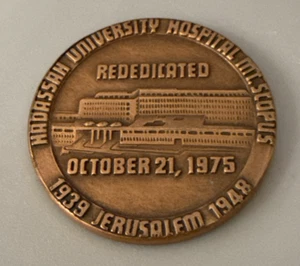 HADASSAH UNIVERSITY HOSPITAL MT. SCOPUS
REDEDICATED
OCTOBER 21, 1975
1939 JERUSALEM 1948